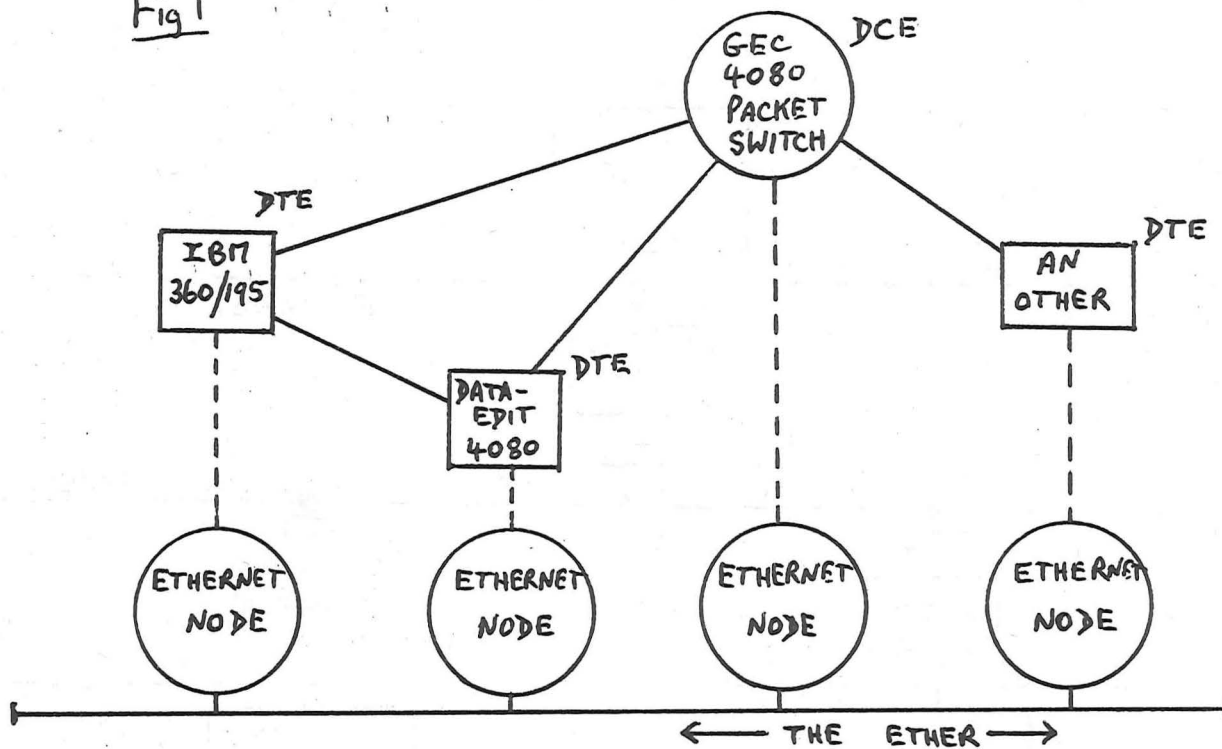 Fig 1
GEC
4080
PACKET
SWITCH
DCE
DTE
IBM
360/195
DTE
AN
OTHER
DATA-
EDIT
4080
DTE
ETHERNET
NODE
ETHERNET
NODE
ETHERNET
NODE
ETHERNET
NODE
THE ETHER